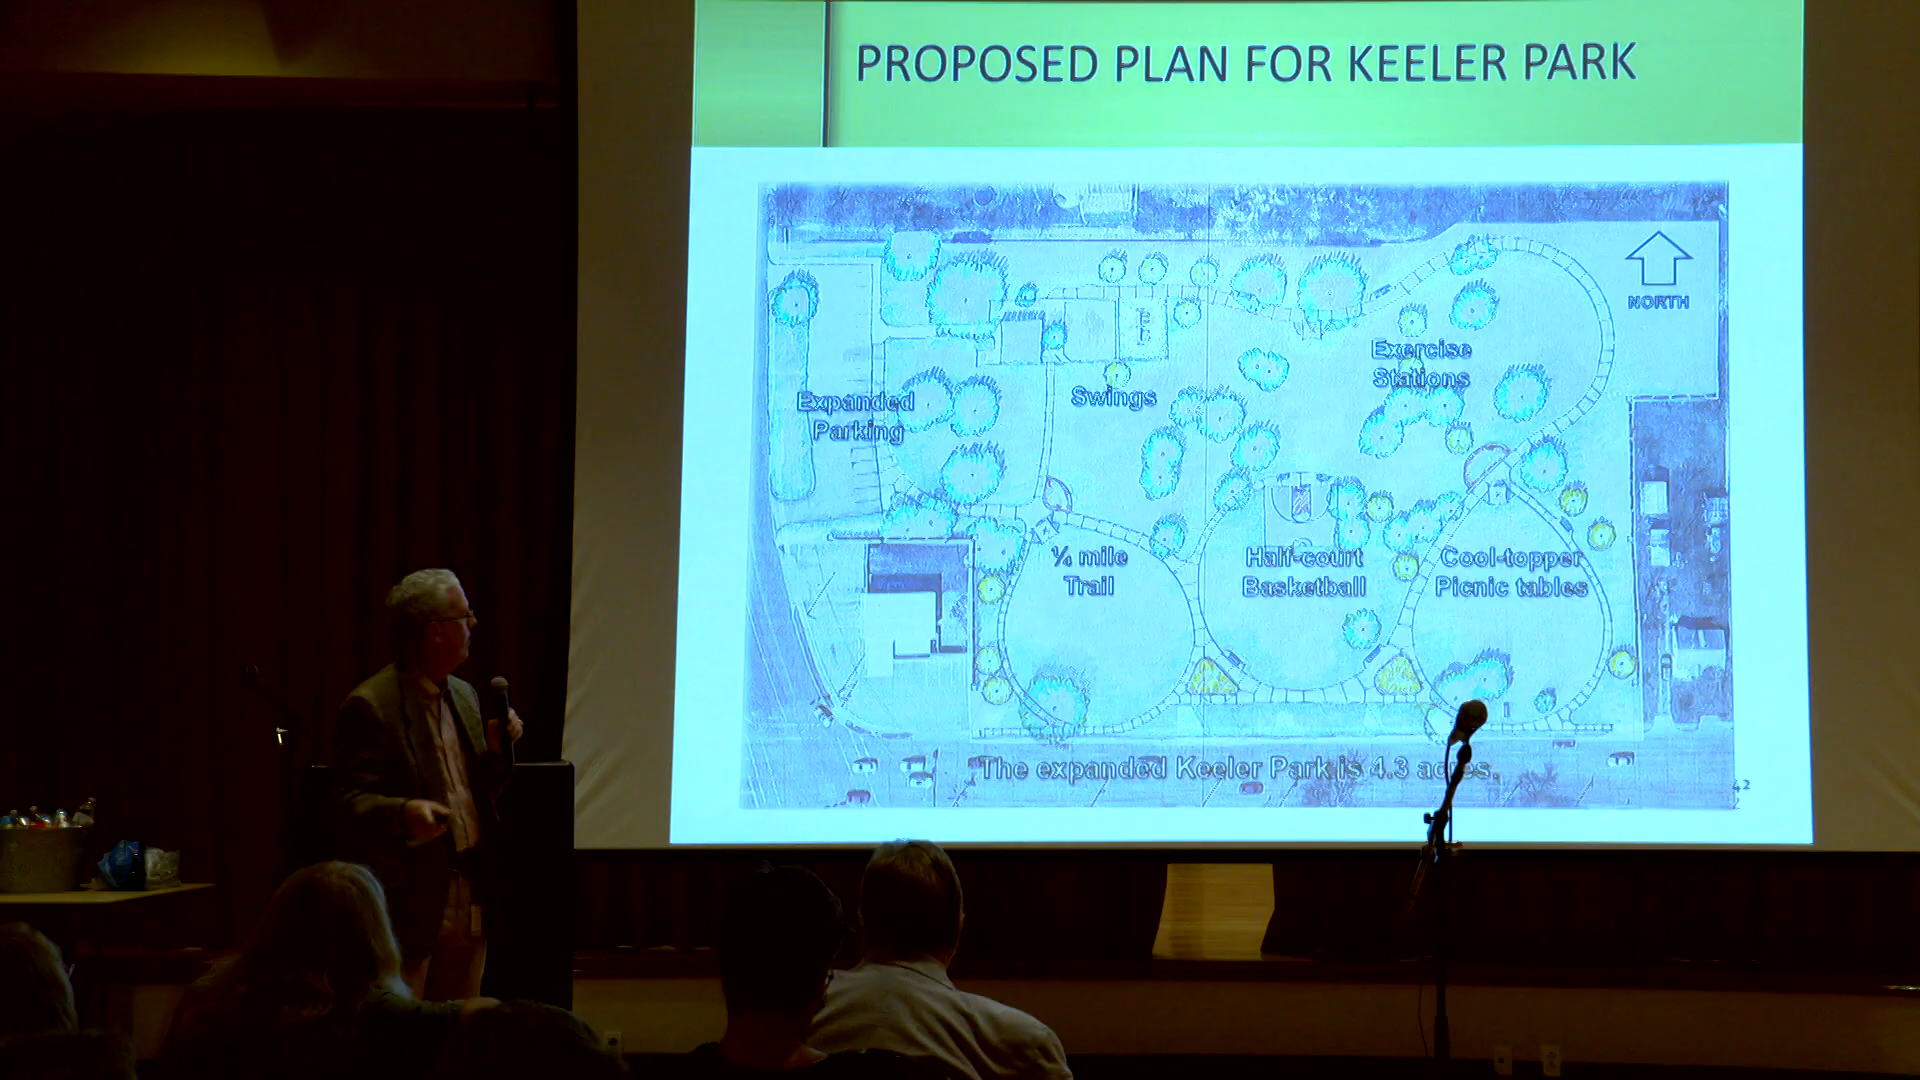 PROPOSED PLAN FOR KEELER PARK
NORTH
Exercise
Stations
Expanded
Parking
Swings
¼ mile
Trail
Half-court
Basketball
Cool-topper
Picnic tables
The expanded Keeler Park is 4.3 acres.
42